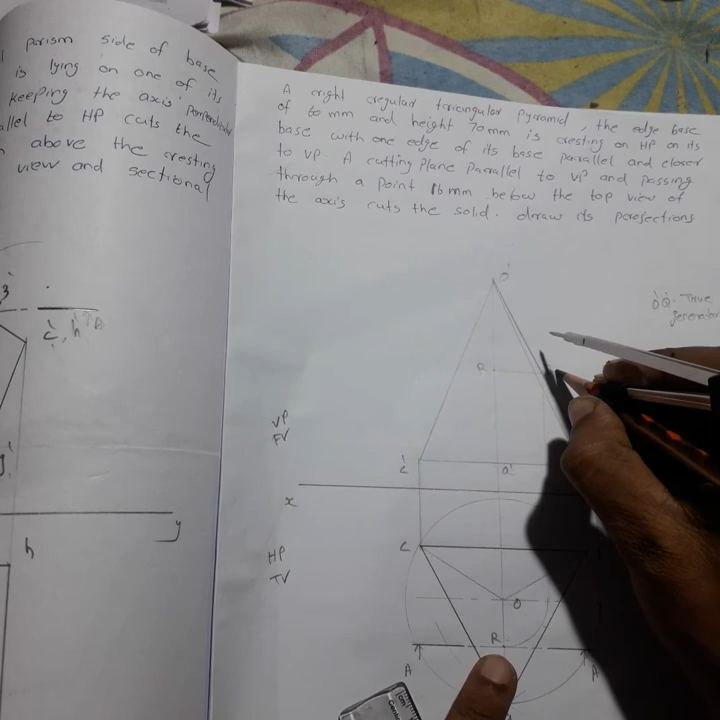 prism side of base
is lying on one of its
keeping the axis perpendicular
to HP cuts the
above the resting
view and sectional
A right regular triangular pyramid, the edge base
of 60 mm and height 70 mm is resting on HP on its
base with one edge of its base parallel and closer
to VP. A cutting plane parallel to VP and passing
through a point 16 mm below the top view of
the axis cuts the solid. draw its projections
O'
3'
c', h'
O'Q' - True
generator
R
VP
FV
c'
a'
x
y
h
HP
TV
C
O
R
A
A
cm